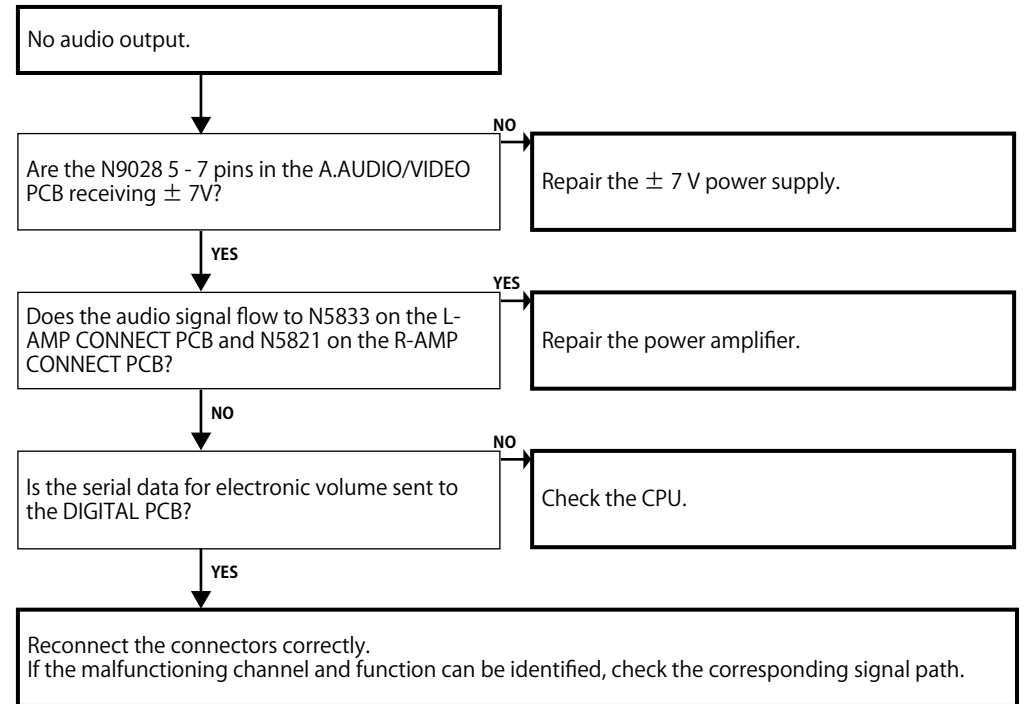 No audio output.
NO
Are the N9028 5 - 7 pins in the A.AUDIO/VIDEO
PCB receiving ± 7V?
Repair the ± 7 V power supply.
YES
YES
Does the audio signal flow to N5833 on the L-
AMP CONNECT PCB and N5821 on the R-AMP
CONNECT PCB?
Repair the power amplifier.
NO
NO
Is the serial data for electronic volume sent to
the DIGITAL PCB?
Check the CPU.
YES
Reconnect the connectors correctly.
If the malfunctioning channel and function can be identified, check the corresponding signal path.